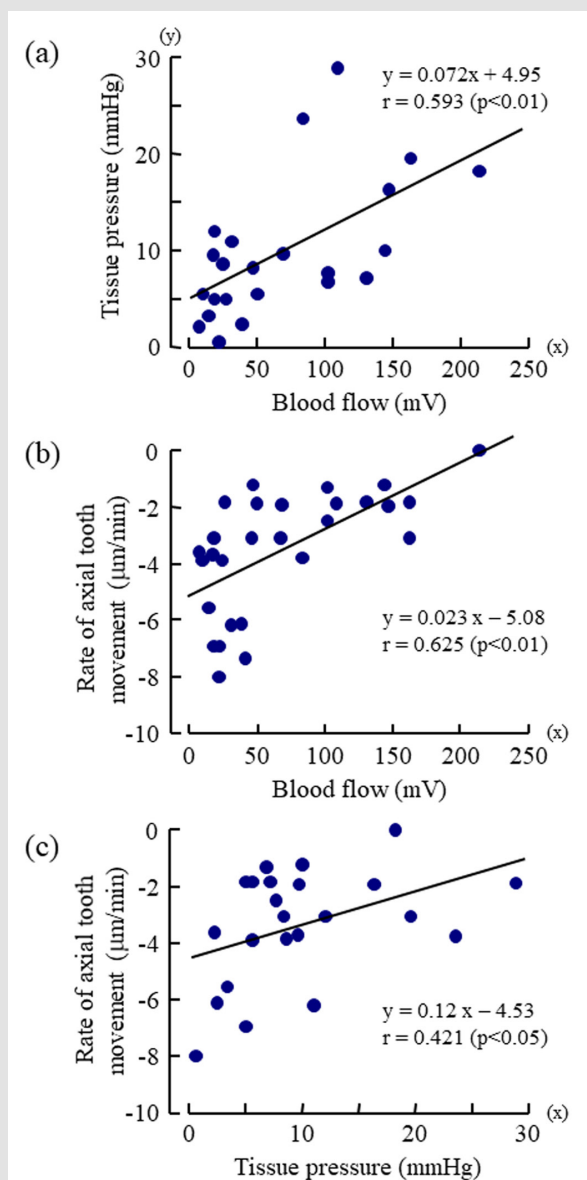 (a)
(y)
30
20
10
0
Tissue pressure (mmHg)
y = 0.072x + 4.95
r = 0.593 (p<0.01)
0 50 100 150 200 250 (x)
Blood flow (mV)
(b)
0
-2
-4
-6
-8
-10
Rate of axial tooth
movement (μm/min)
y = 0.023 x – 5.08
r = 0.625 (p<0.01)
0 50 100 150 200 250 (x)
Blood flow (mV)
(c)
0
-2
-4
-6
-8
-10
Rate of axial tooth
movement (μm/min)
y = 0.12 x – 4.53
r = 0.421 (p<0.05)
0 10 20 30 (x)
Tissue pressure (mmHg)